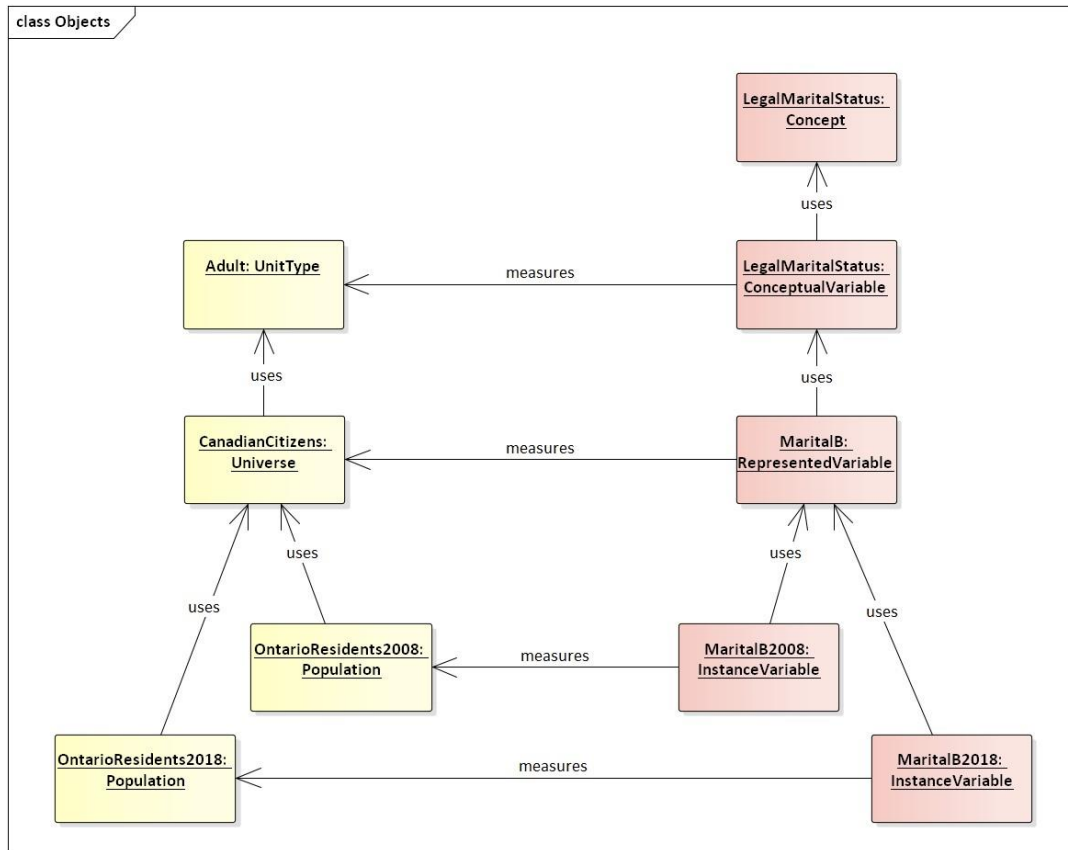 class Objects
LegalMaritalStatus:
Concept
uses
Adult: UnitType
measures
LegalMaritalStatus:
ConceptualVariable
uses
uses
CanadianCitizens:
Universe
measures
MaritalB:
RepresentedVariable
uses
uses
uses
uses
OntarioResidents2008:
Population
measures
MaritalB2008:
InstanceVariable
OntarioResidents2018:
Population
measures
MaritalB2018:
InstanceVariable